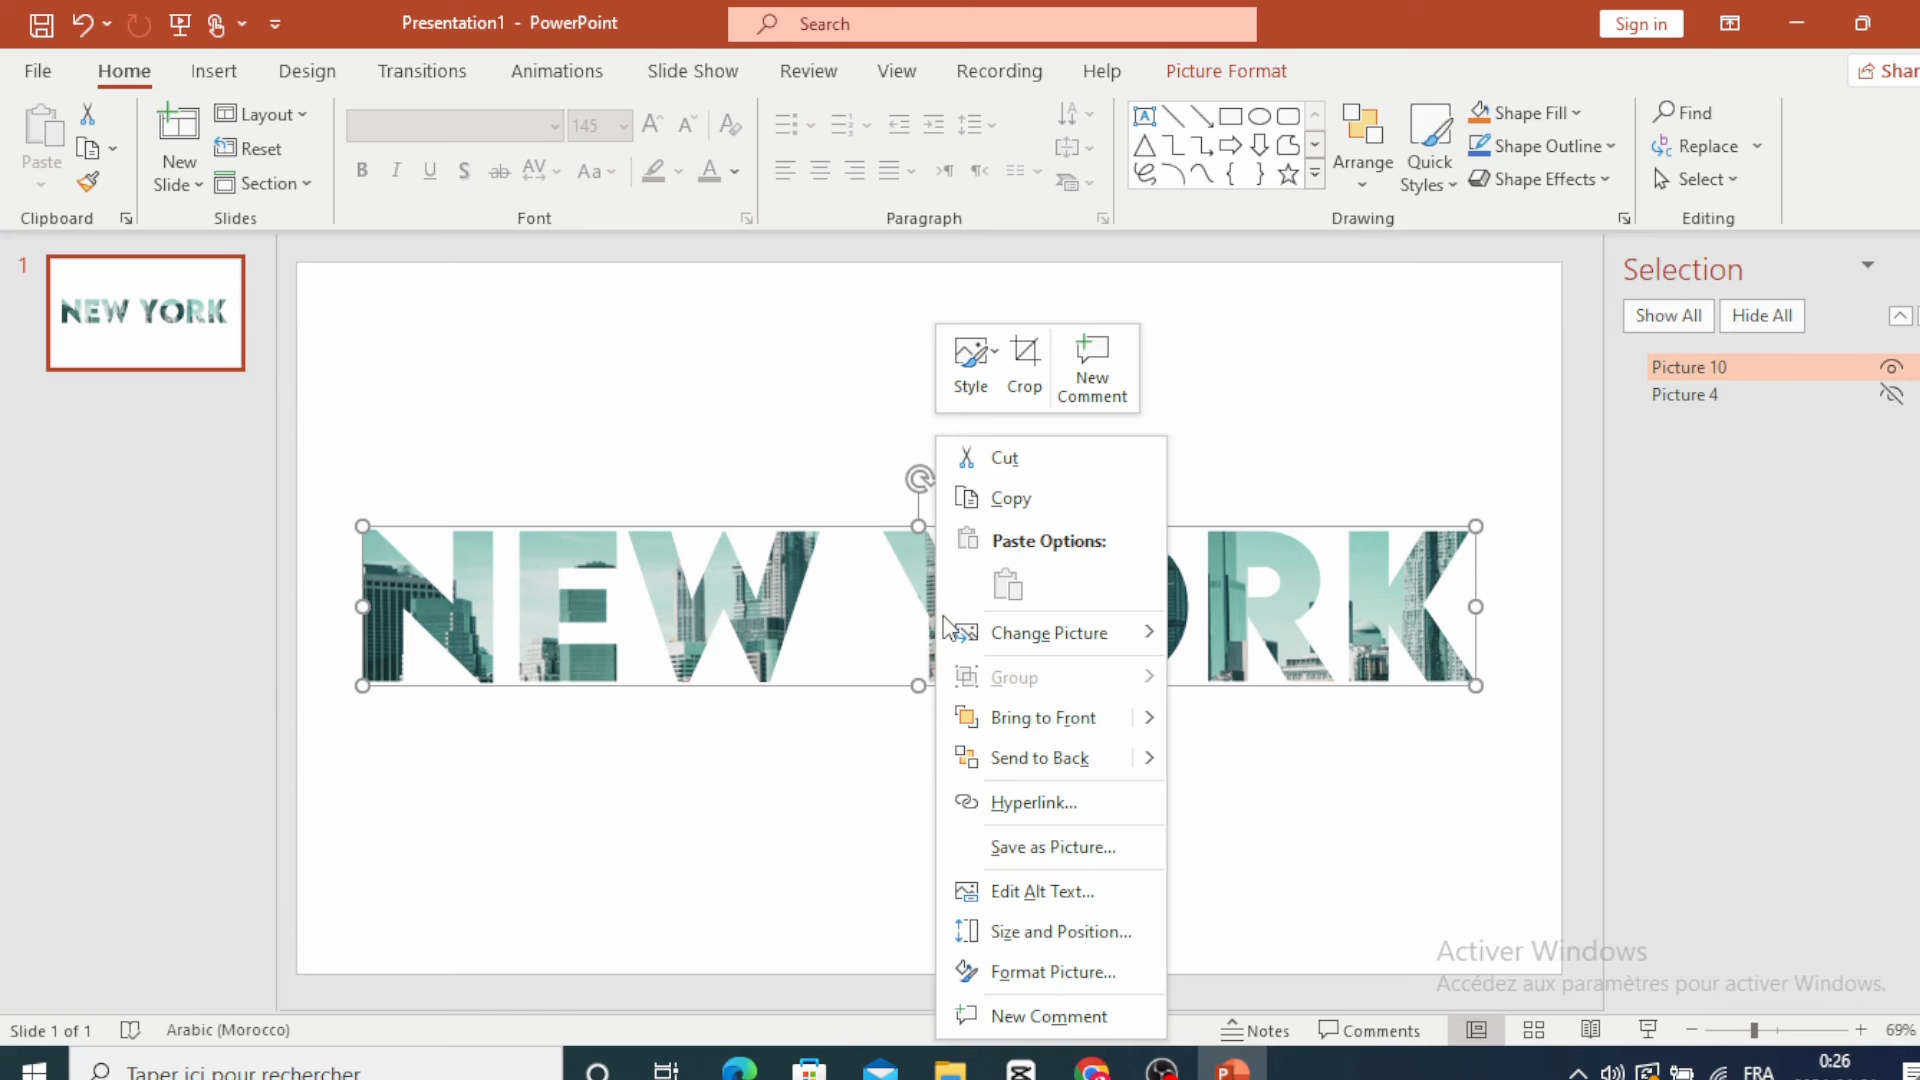 Presentation1 - PowerPoint
Search
Sign in
File Home Insert Design Transitions Animations Slide Show Review View Recording Help Picture Format
Paste
New
Slide
Layout
Reset
Section
145
B I U S ab AV Aa A
Arrange
Quick
Styles
Shape Fill
Shape Outline
Shape Effects
Find
Replace
Select
Clipboard Slides Font Paragraph Drawing Editing
1
NEW YORK
Selection
Show All Hide All
Picture 10
Picture 4
Style Crop New
Comment
Cut
Copy
Paste Options:
Change Picture
Group
Bring to Front
Send to Back
Hyperlink...
Save as Picture...
Edit Alt Text...
Size and Position...
Format Picture...
New Comment
NEW Y RK
Activer Windows
Accédez aux paramètres pour activer Windows.
Slide 1 of 1 Arabic (Morocco) Notes Comments 69%
Taper ici pour rechercher
FRA
0:26